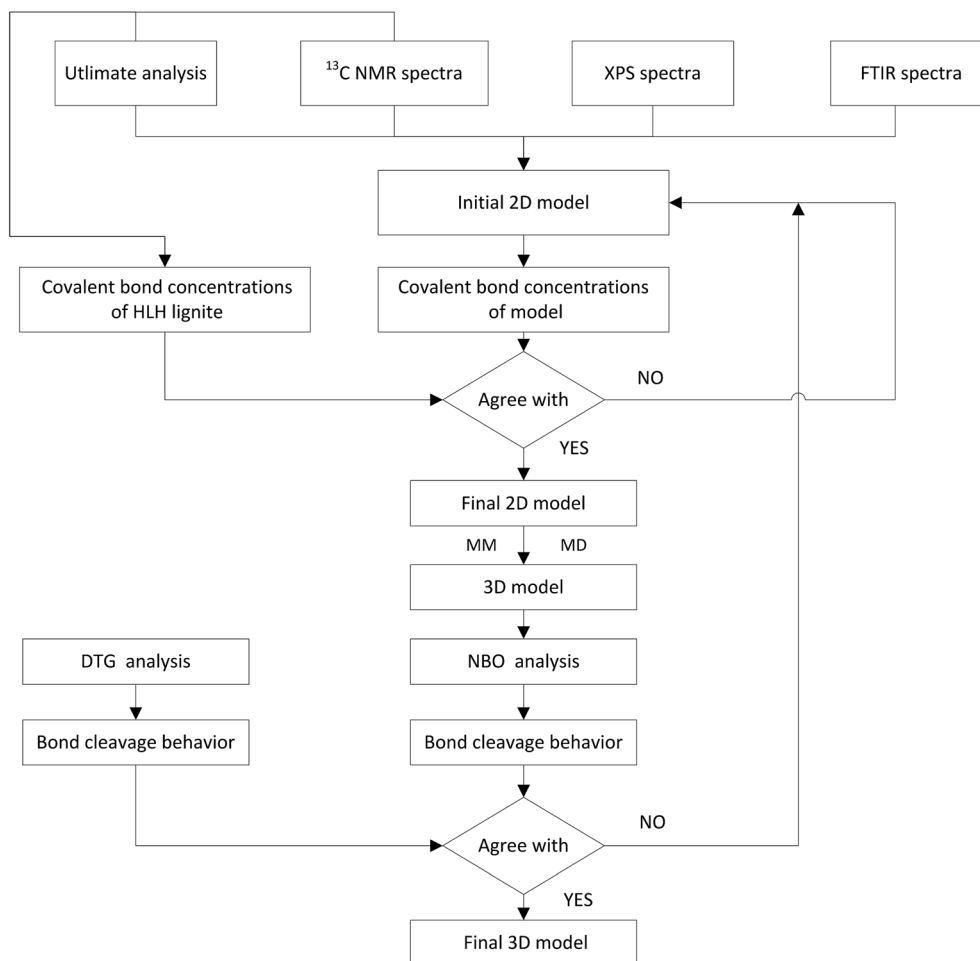 Utlimate analysis
¹³C NMR spectra
XPS spectra
FTIR spectra
Initial 2D model
Covalent bond concentrations
of HLH lignite
Covalent bond concentrations
of model
Agree with
NO
YES
Final 2D model
MM
MD
3D model
DTG analysis
NBO analysis
Bond cleavage behavior
Bond cleavage behavior
Agree with
NO
YES
Final 3D model